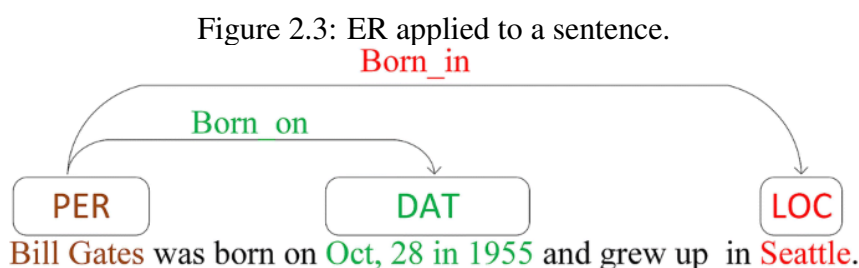 Figure 2.3: ER applied to a sentence.
Born_in
Born_on
PER DAT LOC
Bill Gates was born on Oct, 28 in 1955 and grew up in Seattle.